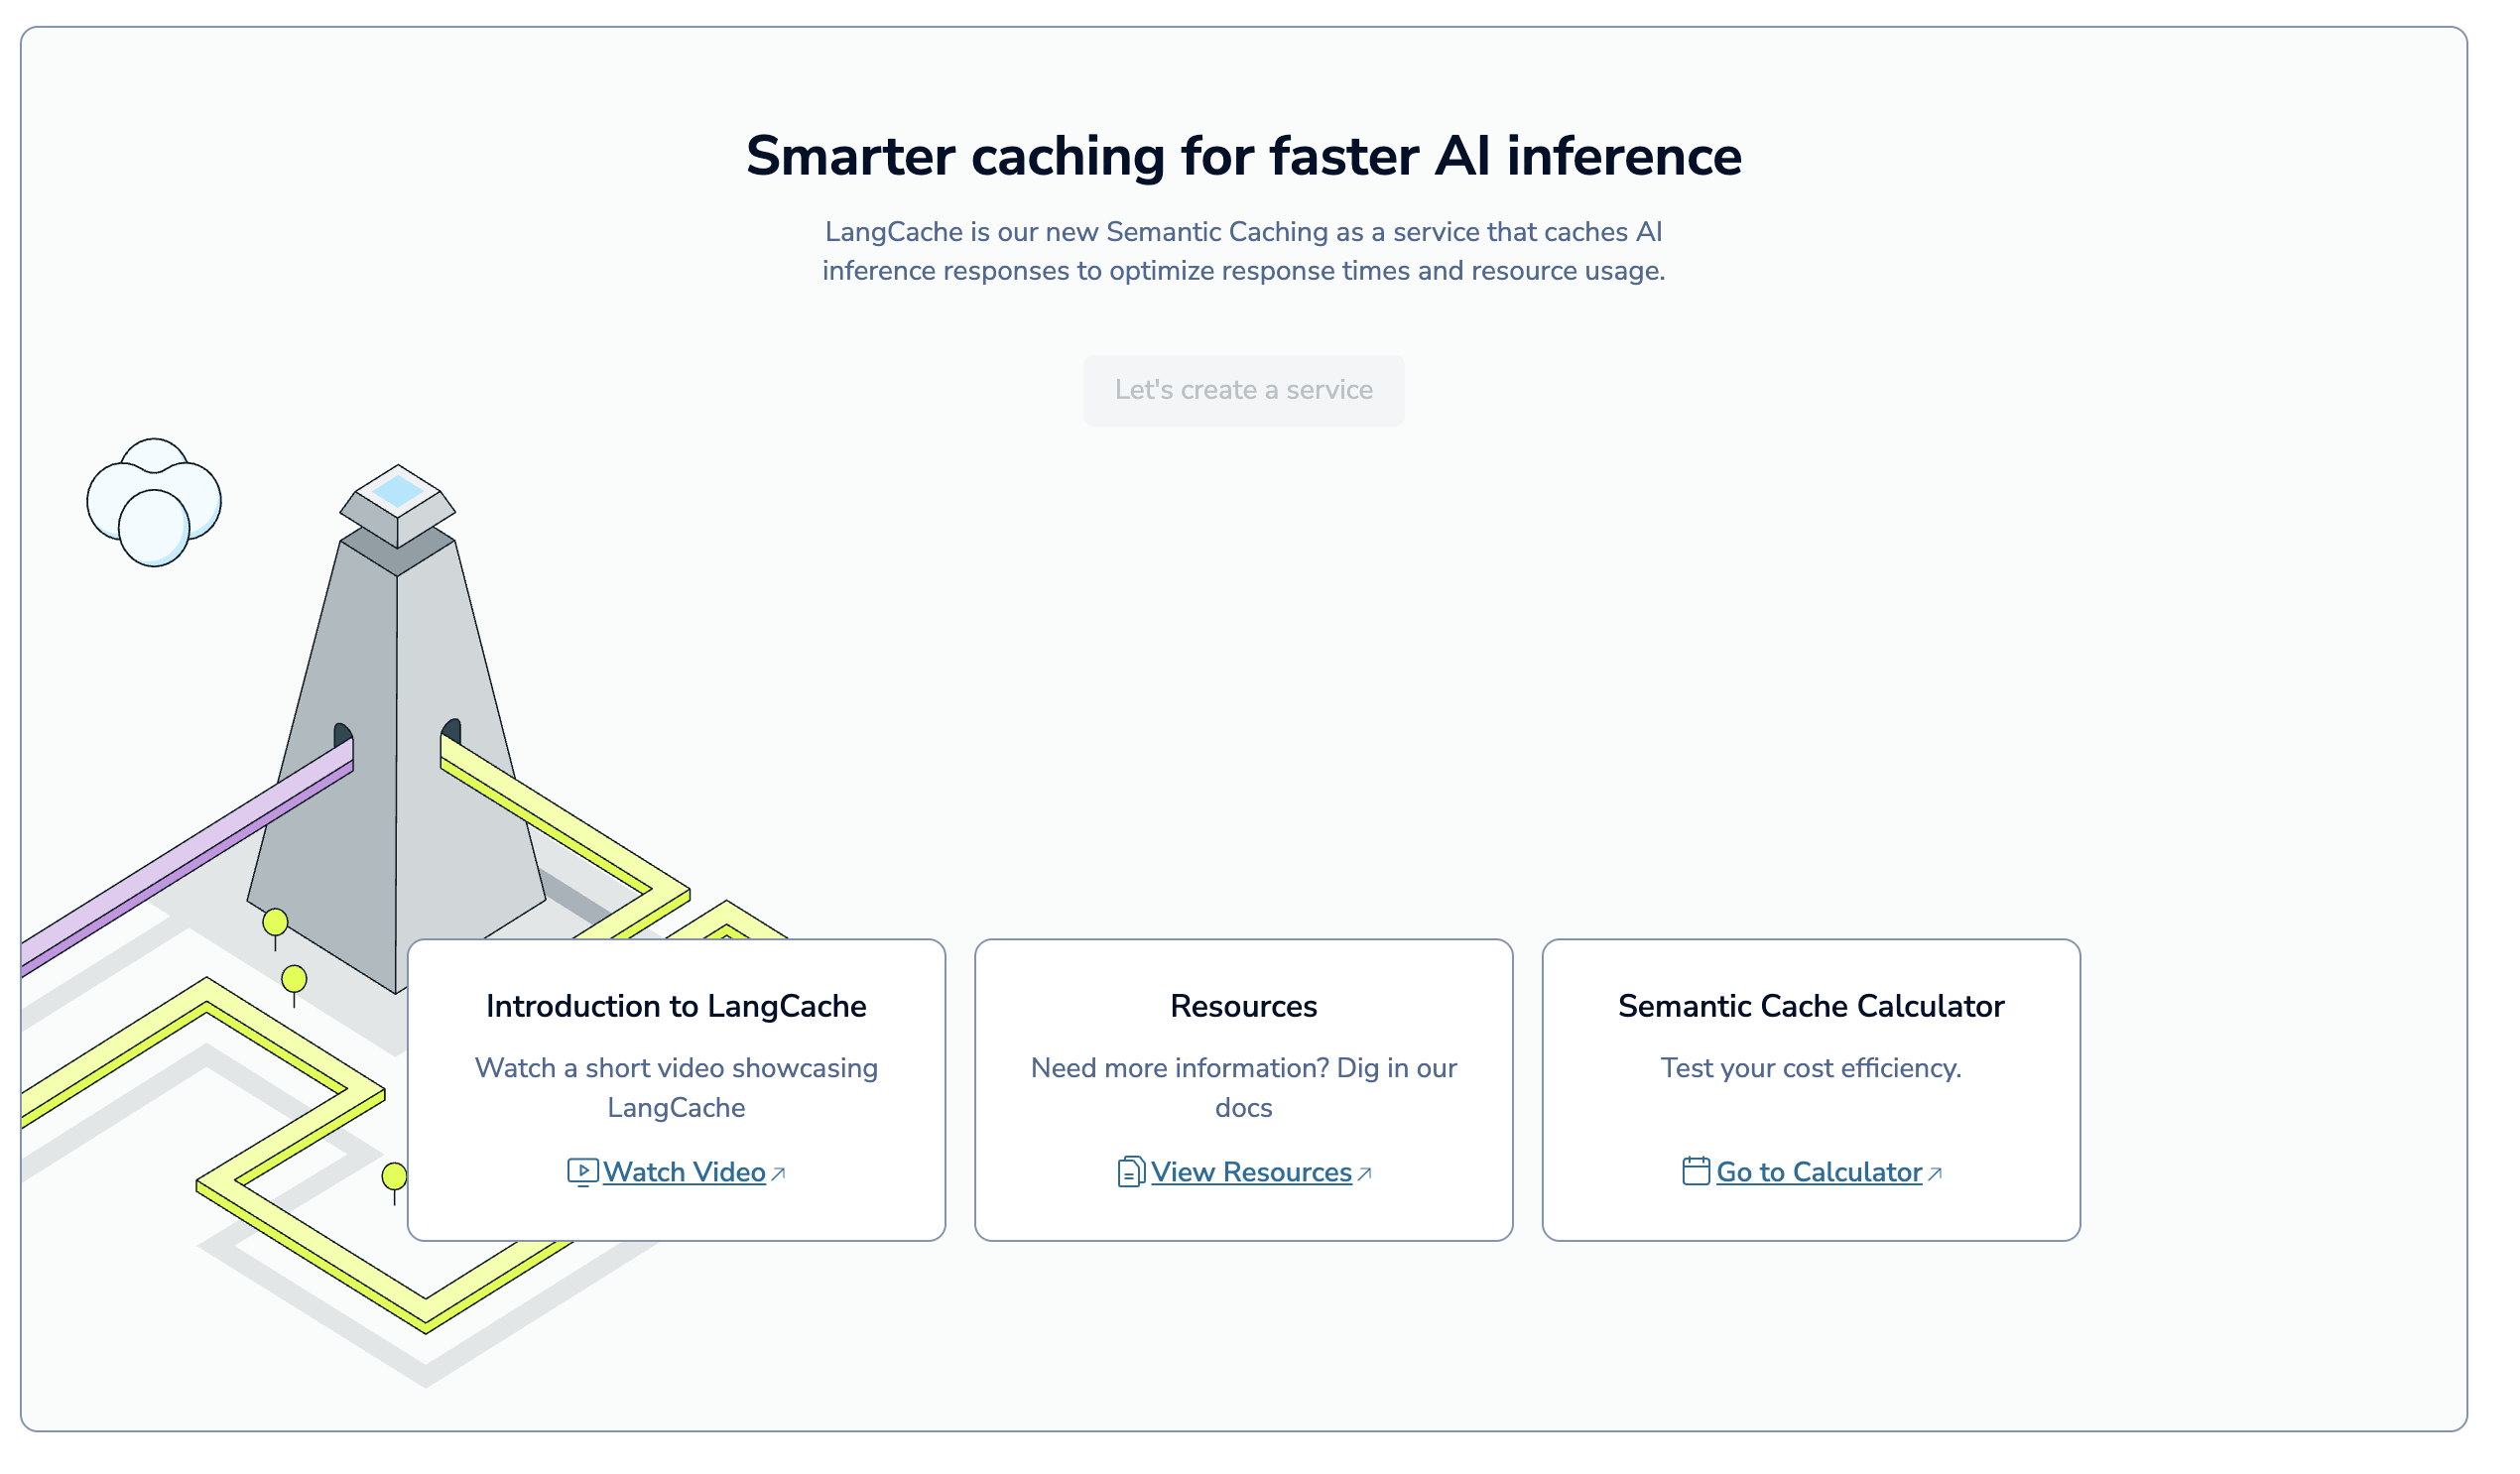 Smarter caching for faster AI inference
LangCache is our new Semantic Caching as a service that caches AI
inference responses to optimize response times and resource usage.
Let's create a service
Introduction to LangCache
Watch a short video showcasing
LangCache
Watch Video
Resources
Need more information? Dig in our
docs
View Resources
Semantic Cache Calculator
Test your cost efficiency.
Go to Calculator